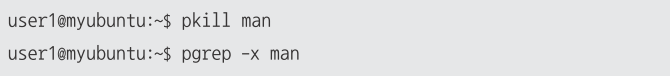 user1@myubuntu:~$ pkill man
user1@myubuntu:~$ pgrep –x man